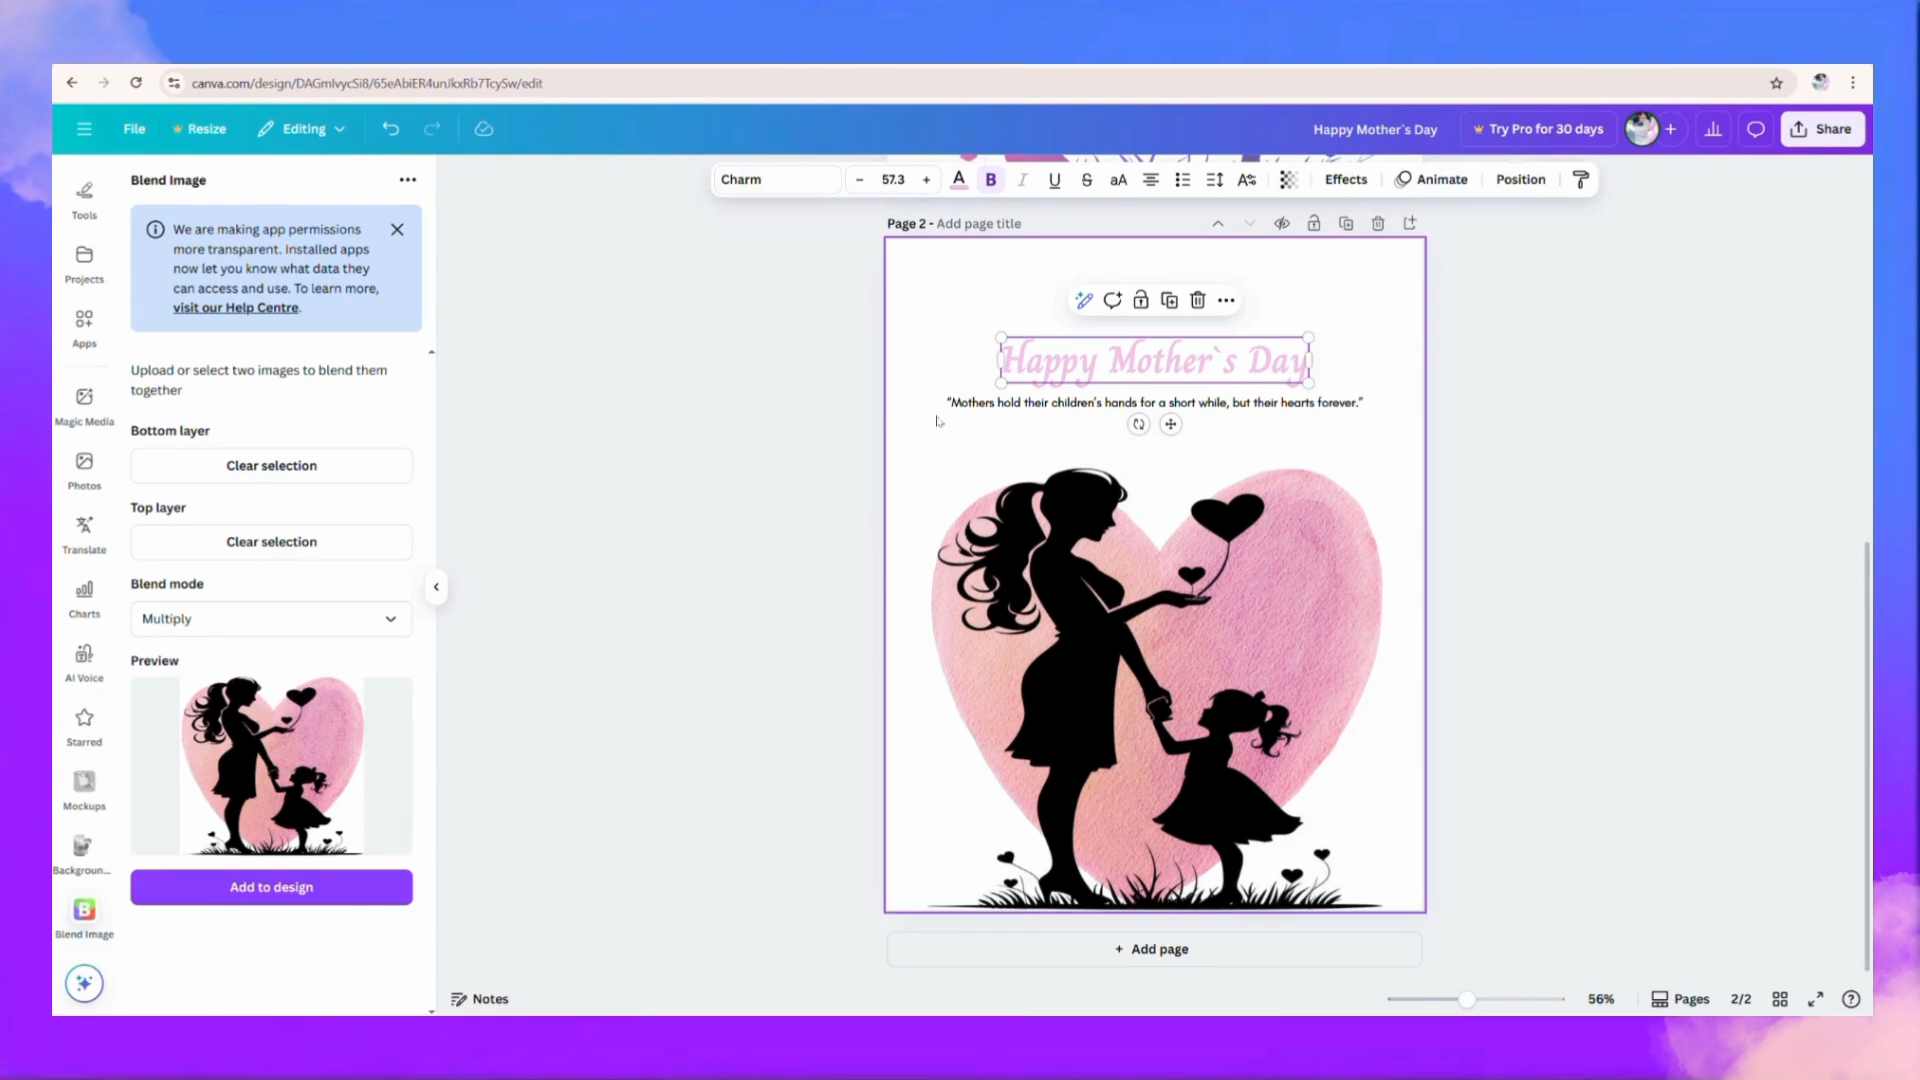 canva.com/design/DAGmIvycSi8/65eAbiER4unJkxRb7TcySw/edit
File
Resize
Editing
Happy Mother`s Day
Try Pro for 30 days
Share
Tools
Projects
Apps
Magic Media
Photos
Translate
Charts
AI Voice
Starred
Mockups
Backgroun...
Blend Image
Blend Image
We are making app permissions
more transparent. Installed apps
now let you know what data they
can access and use. To learn more,
visit our Help Centre.
Upload or select two images to blend them
together
Bottom layer
Clear selection
Top layer
Clear selection
Blend mode
Multiply
Preview
Add to design
Charm
57.3
A
B
I
U
S
aA
Effects
Animate
Position
Page 2 - Add page title
Happy Mother`s Day
“Mothers hold their children’s hands for a short while, but their hearts forever.”
+ Add page
Notes
56%
Pages
2/2